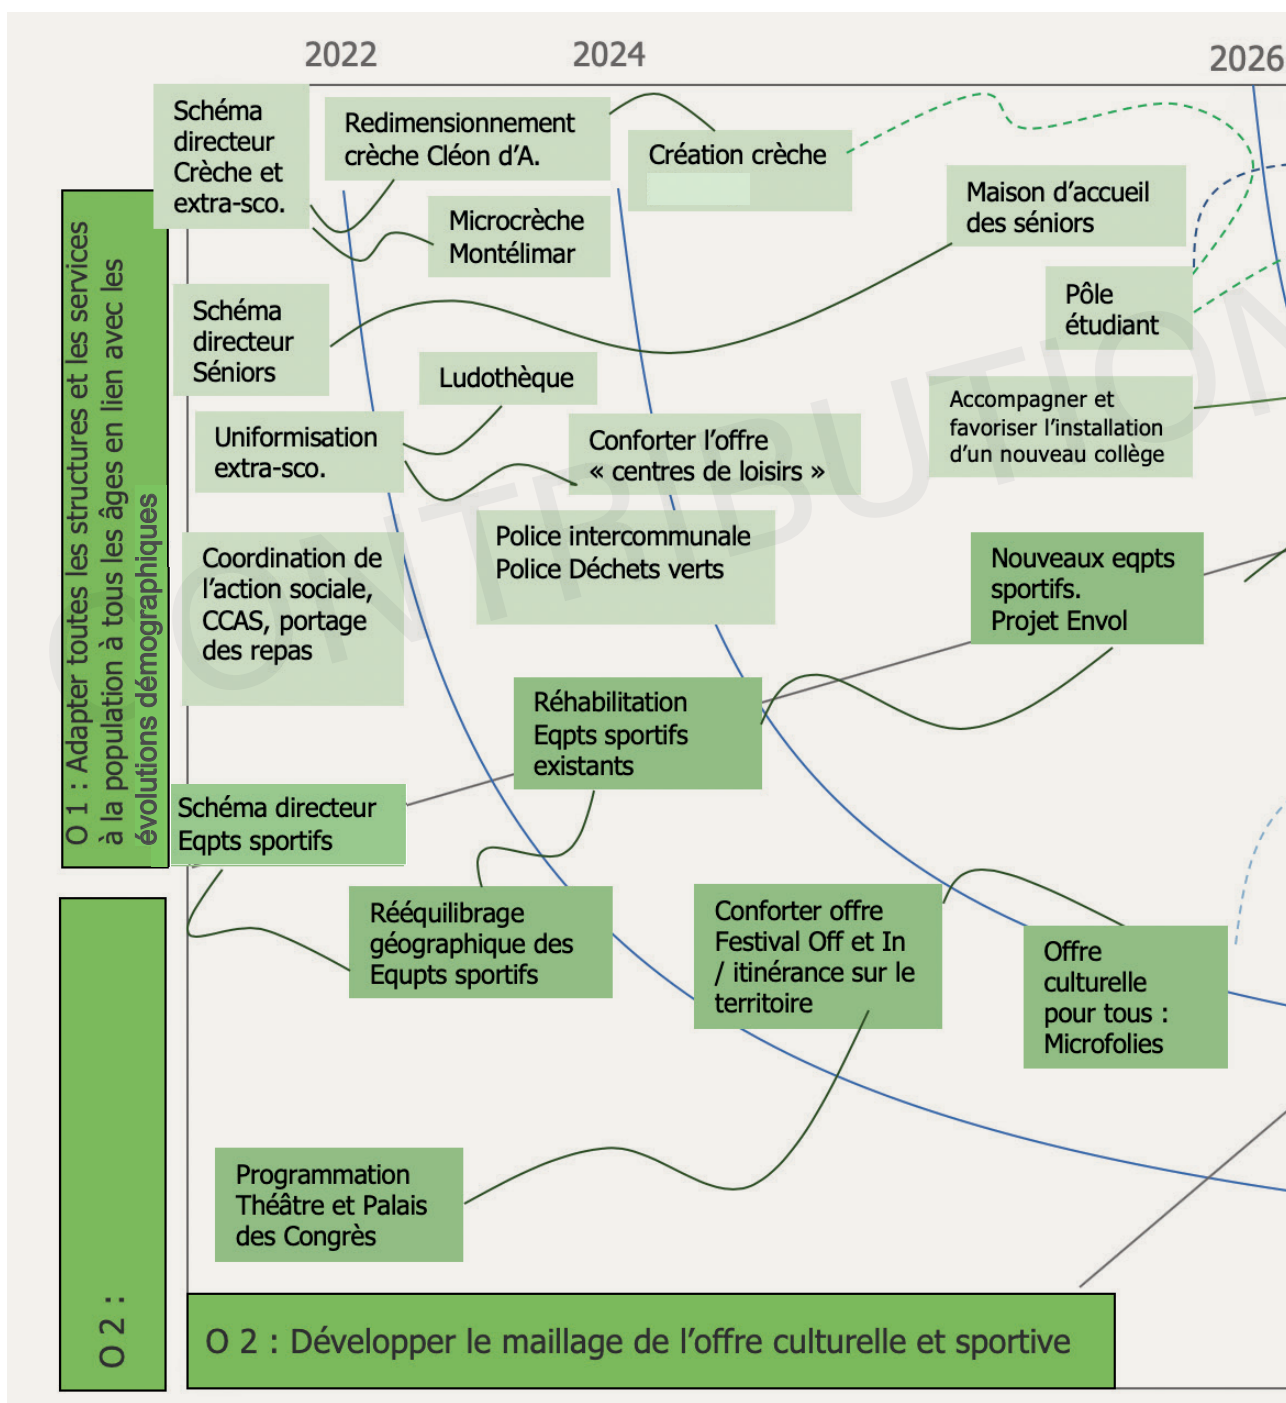 2022
2024
2026
Schéma
directeur
Crèche et
extra-sco.
Redimensionnement
crèche Cléon d’A.
Création crèche
Microcrèche
Montélimar
Maison d’accueil
des séniors
Pôle
étudiant
Schéma
directeur
Séniors
Ludothèque
Accompagner et
favoriser l’installation
d’un nouveau collège
Uniformisation
extra-sco.
Conforter l’offre
« centres de loisirs »
Police intercommunale
Police Déchets verts
Coordination de
l’action sociale,
CCAS, portage
des repas
Nouveaux eqpts
sportifs.
Projet Envol
Réhabilitation
Eqpts sportifs
existants
Schéma directeur
Eqpts sportifs
Rééquilibrage
géographique des
Equpts sportifs
Conforter offre
Festival Off et In
/ itinérance sur le
territoire
Offre
culturelle
pour tous :
Microfolies
Programmation
Théâtre et Palais
des Congrès
O 1 : Adapter toutes les structures et les services
à la population à tous les âges en lien avec les
évolutions démographiques
O 2 :
O 2 : Développer le maillage de l’offre culturelle et sportive
CONTRIBUTION